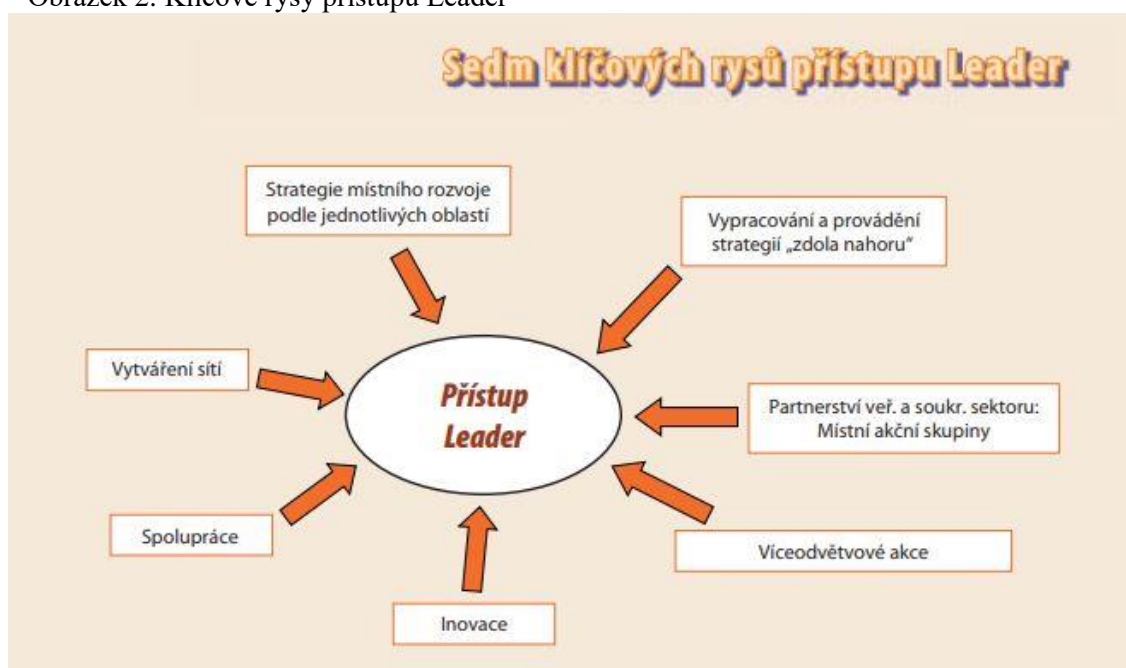 Obrázek 2: Klíčové rysy přístupu Leader
Sedm klíčových rysů přístupu Leader
Strategie místního rozvoje
podle jednotlivých oblastí
Vypracování a provádění
strategií „zdola nahoru“
Vytváření sítí
Přístup
Leader
Partnerství veř. a soukr. sektoru:
Místní akční skupiny
Spolupráce
Víceodvětvové akce
Inovace